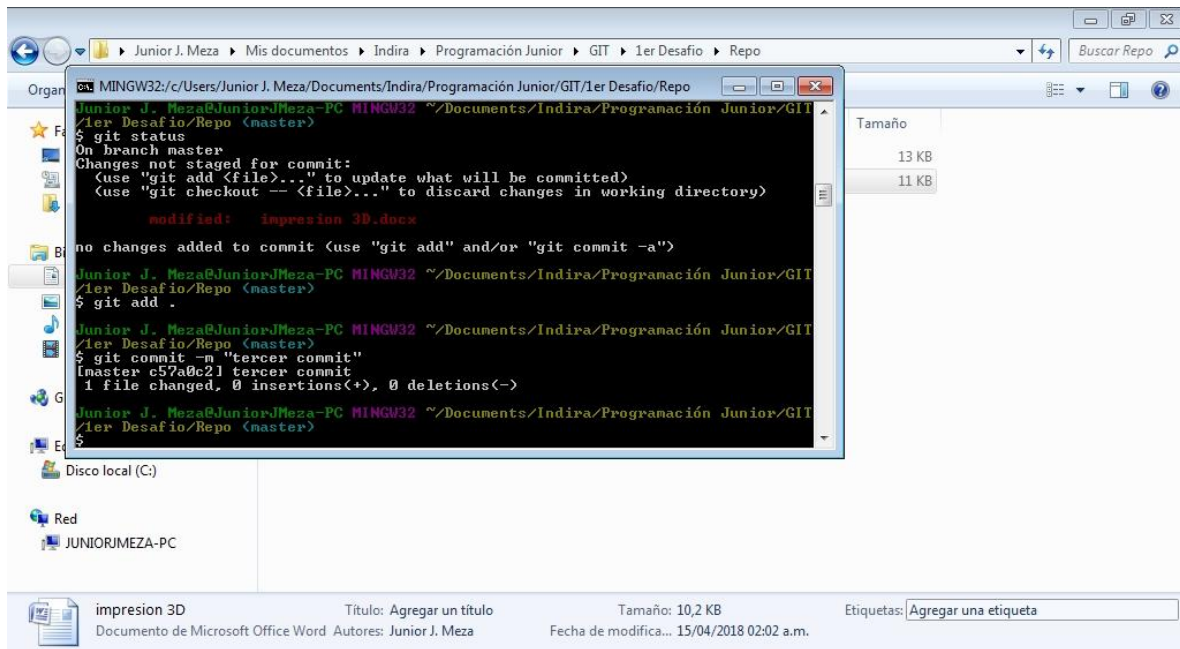 Junior J. Meza Mis documentos Indira Programación Junior GIT 1er Desafio Repo
Buscar Repo
Organ
MINGW32:/c/Users/Junior J. Meza/Documents/Indira/Programación Junior/GIT/1er Desafio/Repo
Junior J. Meza@JuniorJMeza-PC MINGW32 ~/Documents/Indira/Programación Junior/GIT
/1er Desafio/Repo (master)
$ git status
On branch master
Changes not staged for commit:
(use "git add <file>..." to update what will be committed)
(use "git checkout -- <file>..." to discard changes in working directory)
modified: impresion 3D.docx
no changes added to commit (use "git add" and/or "git commit -a")
Junior J. Meza@JuniorJMeza-PC MINGW32 ~/Documents/Indira/Programación Junior/GIT
/1er Desafio/Repo (master)
$ git add .
Junior J. Meza@JuniorJMeza-PC MINGW32 ~/Documents/Indira/Programación Junior/GIT
/1er Desafio/Repo (master)
$ git commit -m "tercer commit"
[master c57a0c2] tercer commit
1 file changed, 0 insertions(+), 0 deletions(-)
Junior J. Meza@JuniorJMeza-PC MINGW32 ~/Documents/Indira/Programación Junior/GIT
/1er Desafio/Repo (master)
$
Tamaño
13 KB
11 KB
Fa
Bi
G
Ec
Disco local (C:)
Red
JUNIORJMEZA-PC
impresion 3D Título: Agregar un título Tamaño: 10,2 KB Etiquetas: Agregar una etiqueta
Documento de Microsoft Office Word Autores: Junior J. Meza Fecha de modifica... 15/04/2018 02:02 a.m.